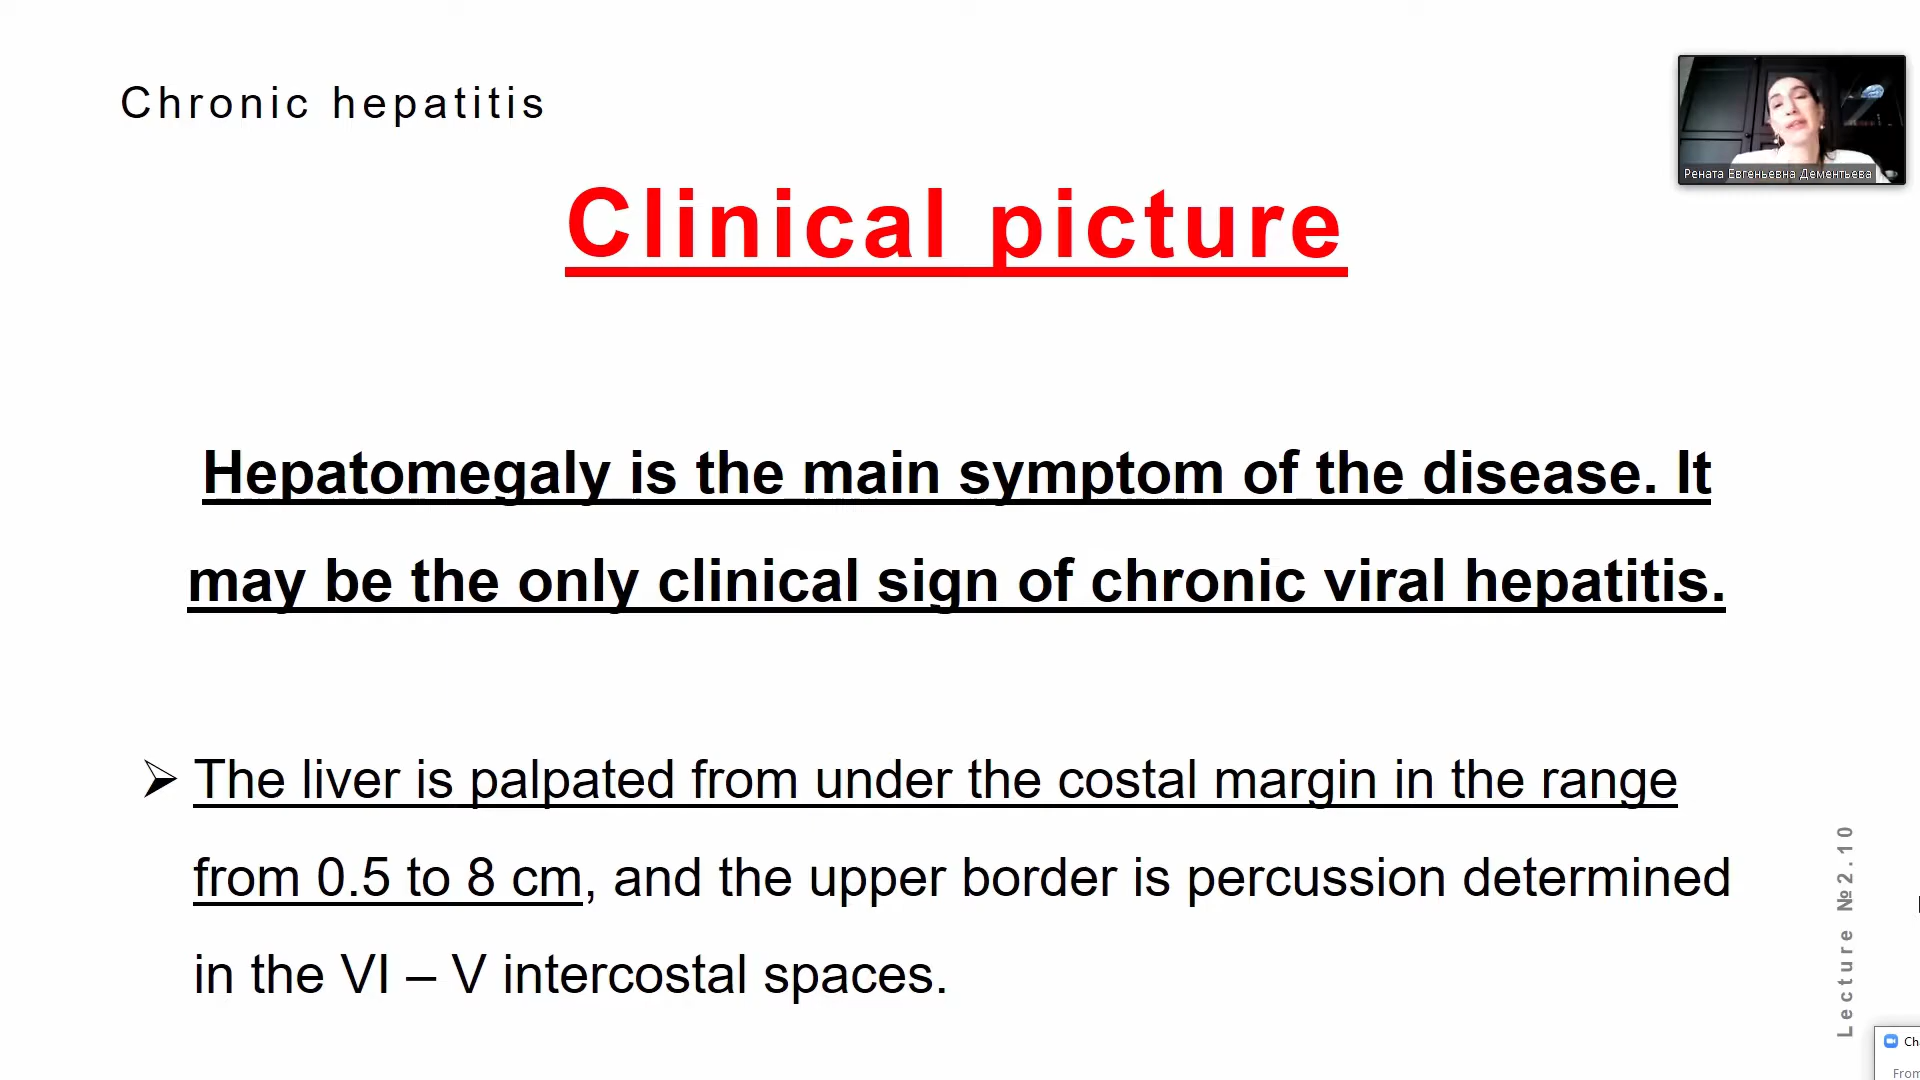 Chronic hepatitis
Рената Евгеньевна Дементьева
Clinical picture
Hepatomegaly is the main symptom of the disease. It
may be the only clinical sign of chronic viral hepatitis.
➢ The liver is palpated from under the costal margin in the range
from 0.5 to 8 cm, and the upper border is percussion determined
in the VI – V intercostal spaces.
Lecture №2.10
From